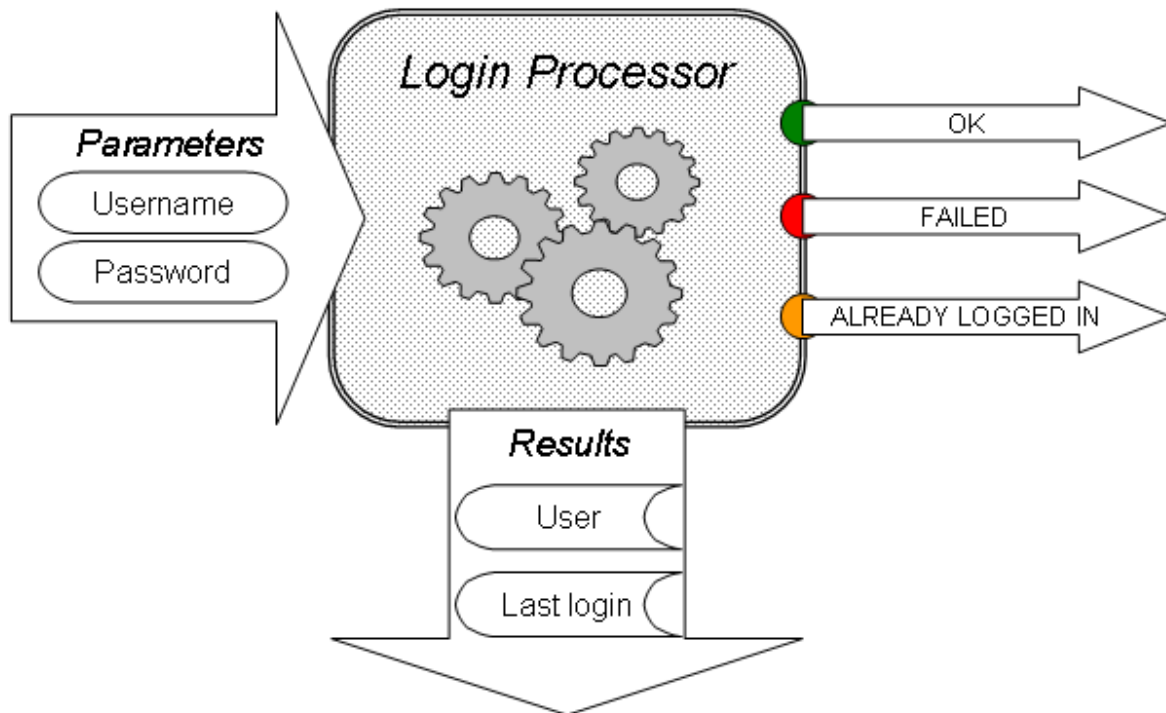 Login Processor
Parameters
Username
Password
OK
FAILED
ALREADY LOGGED IN
Results
User
Last login